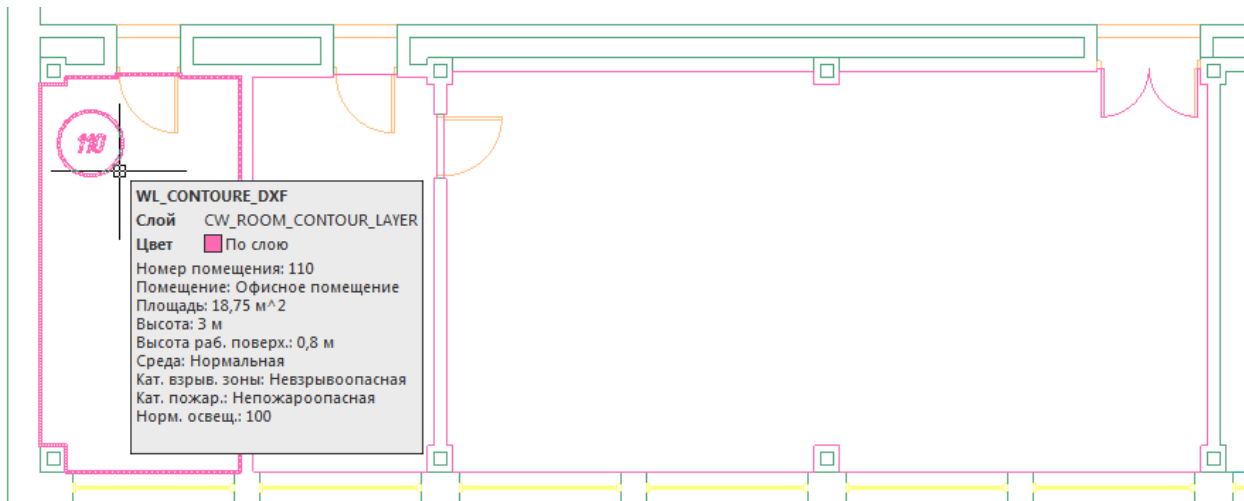 110
WL_CONTOURE_DXF
Слой CW_ROOM_CONTOUR_LAYER
Цвет По слою
Номер помещения: 110
Помещение: Офисное помещение
Площадь: 18,75 м^2
Высота: 3 м
Высота раб. поверх.: 0,8 м
Среда: Нормальная
Кат. взрыв. зоны: Невзрывоопасная
Кат. пожар.: Непожароопасная
Норм. освещ.: 100